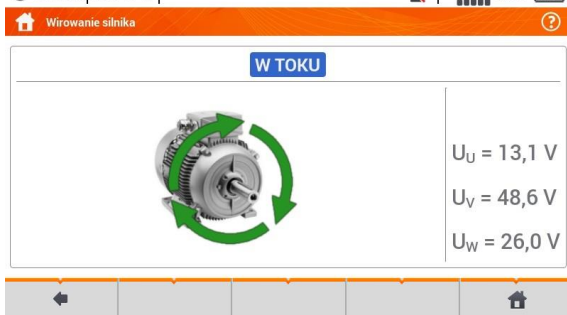 Wirowanie silnika
?
W TOKU
U_U = 13,1 V
U_V = 48,6 V
U_W = 26,0 V